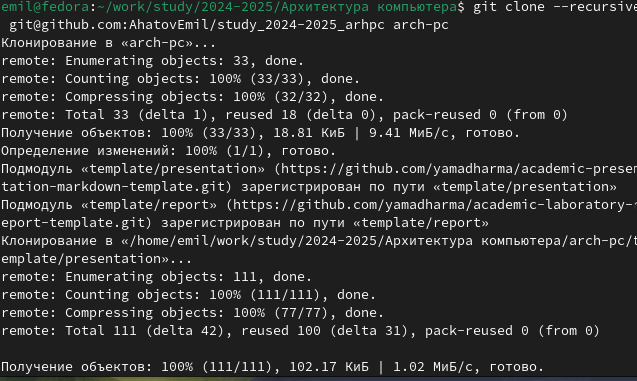 emil@fedora:~/work/study/2024-2025/Архитектура компьютера$ git clone --recursive
git@github.com:AhatovEmil/study_2024-2025_arhpc arch-pc
Клонирование в «arch-pc»...
remote: Enumerating objects: 33, done.
remote: Counting objects: 100% (33/33), done.
remote: Compressing objects: 100% (32/32), done.
remote: Total 33 (delta 1), reused 18 (delta 0), pack-reused 0 (from 0)
Получение объектов: 100% (33/33), 18.81 КиБ | 9.41 МиБ/с, готово.
Определение изменений: 100% (1/1), готово.
Подмодуль «template/presentation» (https://github.com/yamadharma/academic-presen
tation-markdown-template.git) зарегистрирован по пути «template/presentation»
Подмодуль «template/report» (https://github.com/yamadharma/academic-laboratory-
eport-template.git) зарегистрирован по пути «template/report»
Клонирование в «/home/emil/work/study/2024-2025/Архитектура компьютера/arch-pc/t
emplate/presentation»...
remote: Enumerating objects: 111, done.
remote: Counting objects: 100% (111/111), done.
remote: Compressing objects: 100% (77/77), done.
remote: Total 111 (delta 42), reused 100 (delta 31), pack-reused 0 (from 0)
Получение объектов: 100% (111/111), 102.17 КиБ | 1.02 МиБ/с, готово.